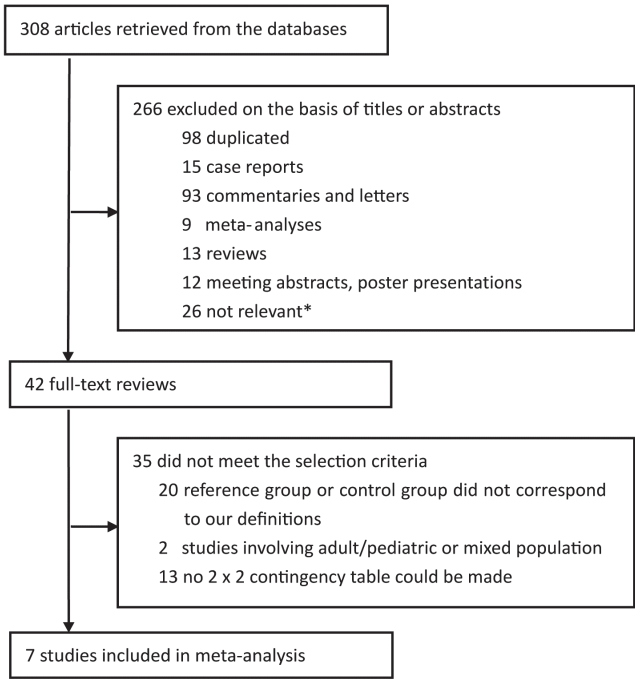 308 articles retrieved from the databases
266 excluded on the basis of titles or abstracts
98 duplicated
15 case reports
93 commentaries and letters
9 meta-analyses
13 reviews
12 meeting abstracts, poster presentations
26 not relevant*
42 full-text reviews
35 did not meet the selection criteria
20 reference group or control group did not correspond
to our definitions
2 studies involving adult/pediatric or mixed population
13 no 2 x 2 contingency table could be made
7 studies included in meta-analysis